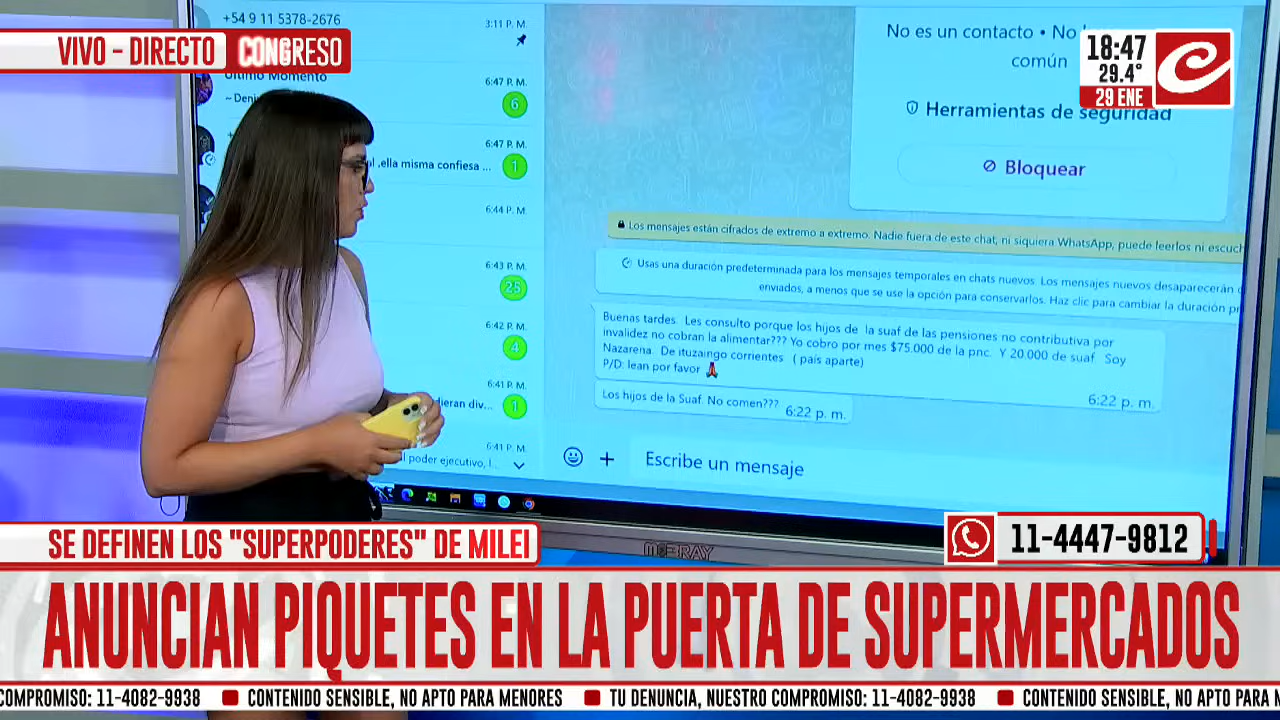 +54 9 11 5378-2676
3:11 P. M.
VIVO - DIRECTO
CONGRESO
Último Momento
6:47 P. M.
6
6:47 P. M.
.ella misma confiesa ...
1
6:44 P. M.
6:43 P. M.
25
6:42 P. M.
4
6:41 P. M.
dieran div...
1
6:41 P. M.
l poder ejecutivo, l...
No es un contacto • No
común
18:47
29.4°
29 ENE
Herramientas de seguridad
Bloquear
Los mensajes están cifrados de extremo a extremo. Nadie fuera de este chat, ni siquiera WhatsApp, puede leerlos ni escuch
Usas una duración predeterminada para los mensajes temporales en chats nuevos. Los mensajes nuevos desaparecerán
enviados, a menos que se use la opción para conservarlos. Haz clic para cambiar la duración pr
Buenas tardes. Les consulto porque los hijos de la suaf de las pensiones no contributiva por
invalidez no cobran la alimentar??? Yo cobro por mes $75.000 de la pnc. Y 20.000 de suaf Soy
Nazarena. De ituzaingo corrientes ( país aparte)
P/D: lean por favor 🙏
6:22 p. m.
Los hijos de la Suaf. No comen??? 6:22 p. m.
Escribe un mensaje
SE DEFINEN LOS "SUPERPODERES" DE MILEI
11-4447-9812
ANUNCIAN PIQUETES EN LA PUERTA DE SUPERMERCADOS
COMPROMISO: 11-4082-9938 CONTENIDO SENSIBLE, NO APTO PARA MENORES TU DENUNCIA, NUESTRO COMPROMISO: 11-4082-9938 CONTENIDO SENSIBLE, NO APTO PARA